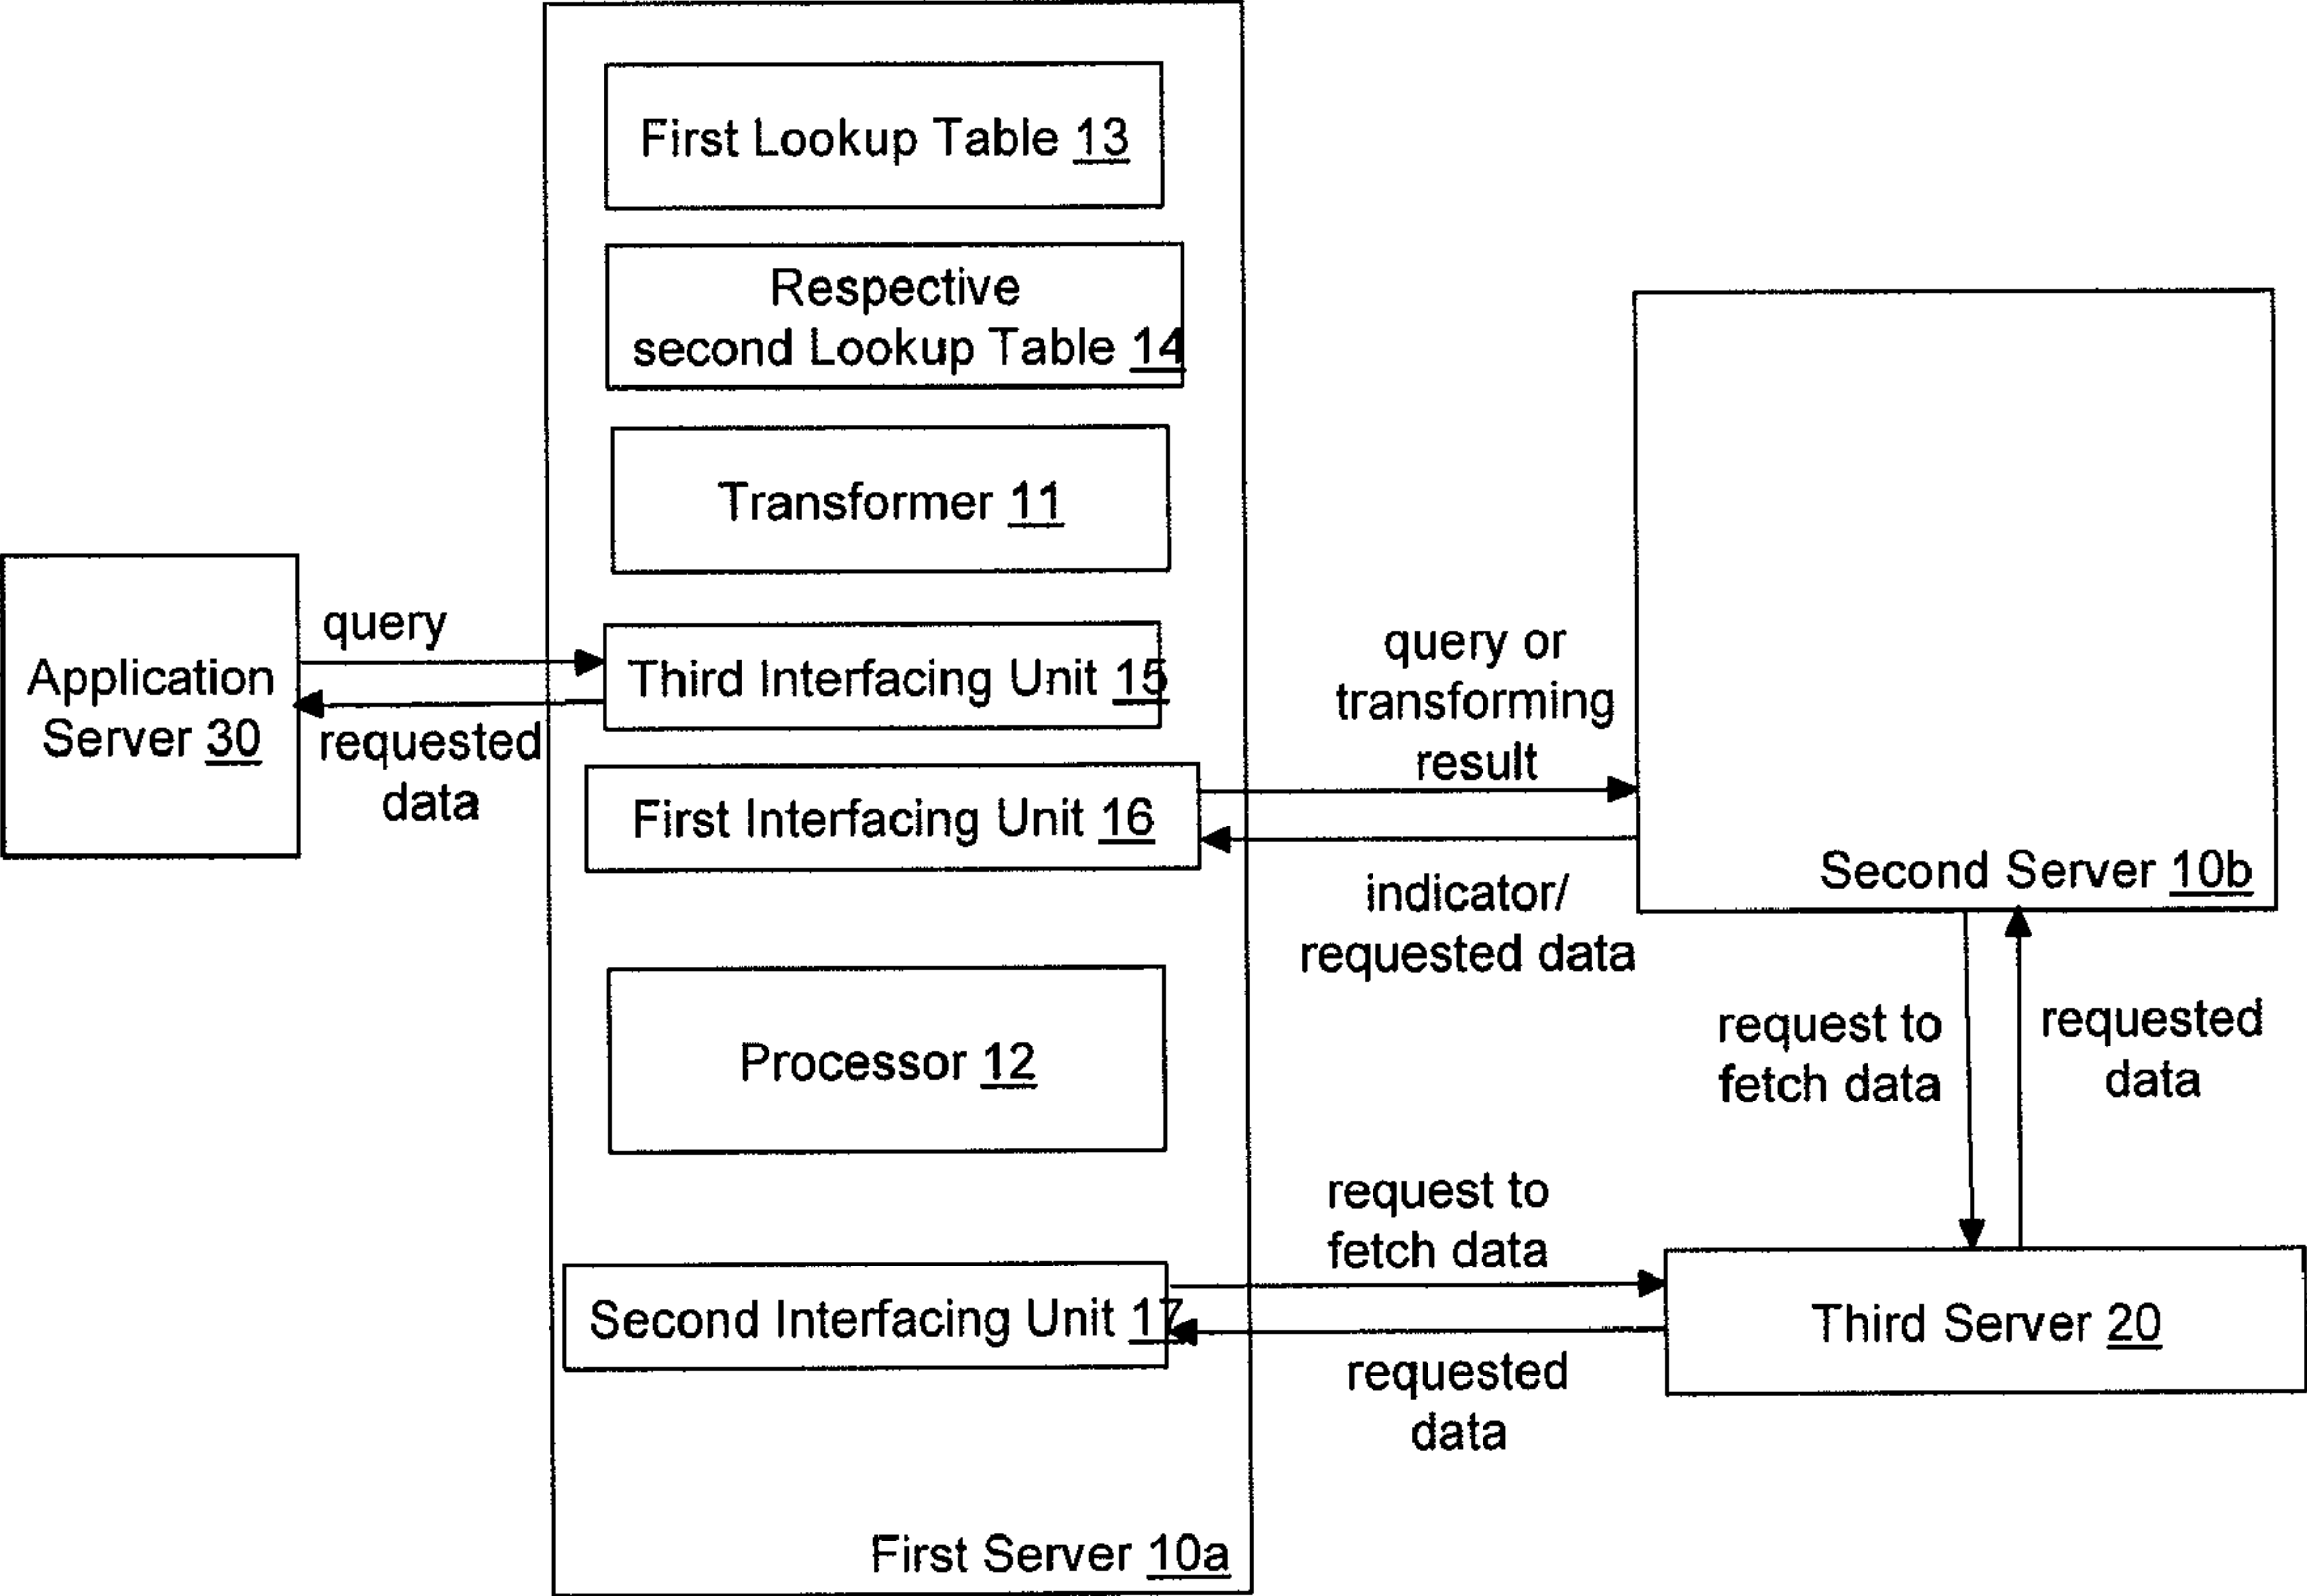 First Lookup Table 13
Respective
second Lookup Table 14
Transformer 11
query
Application
Server 30
requested
data
Third Interfacing Unit 15
First Interfacing Unit 16
query or
transforming
result
indicator/
requested data
Second Server 10b
Processor 12
request to
fetch data
requested
data
request to
fetch data
Second Interfacing Unit 17
requested
data
Third Server 20
First Server 10a